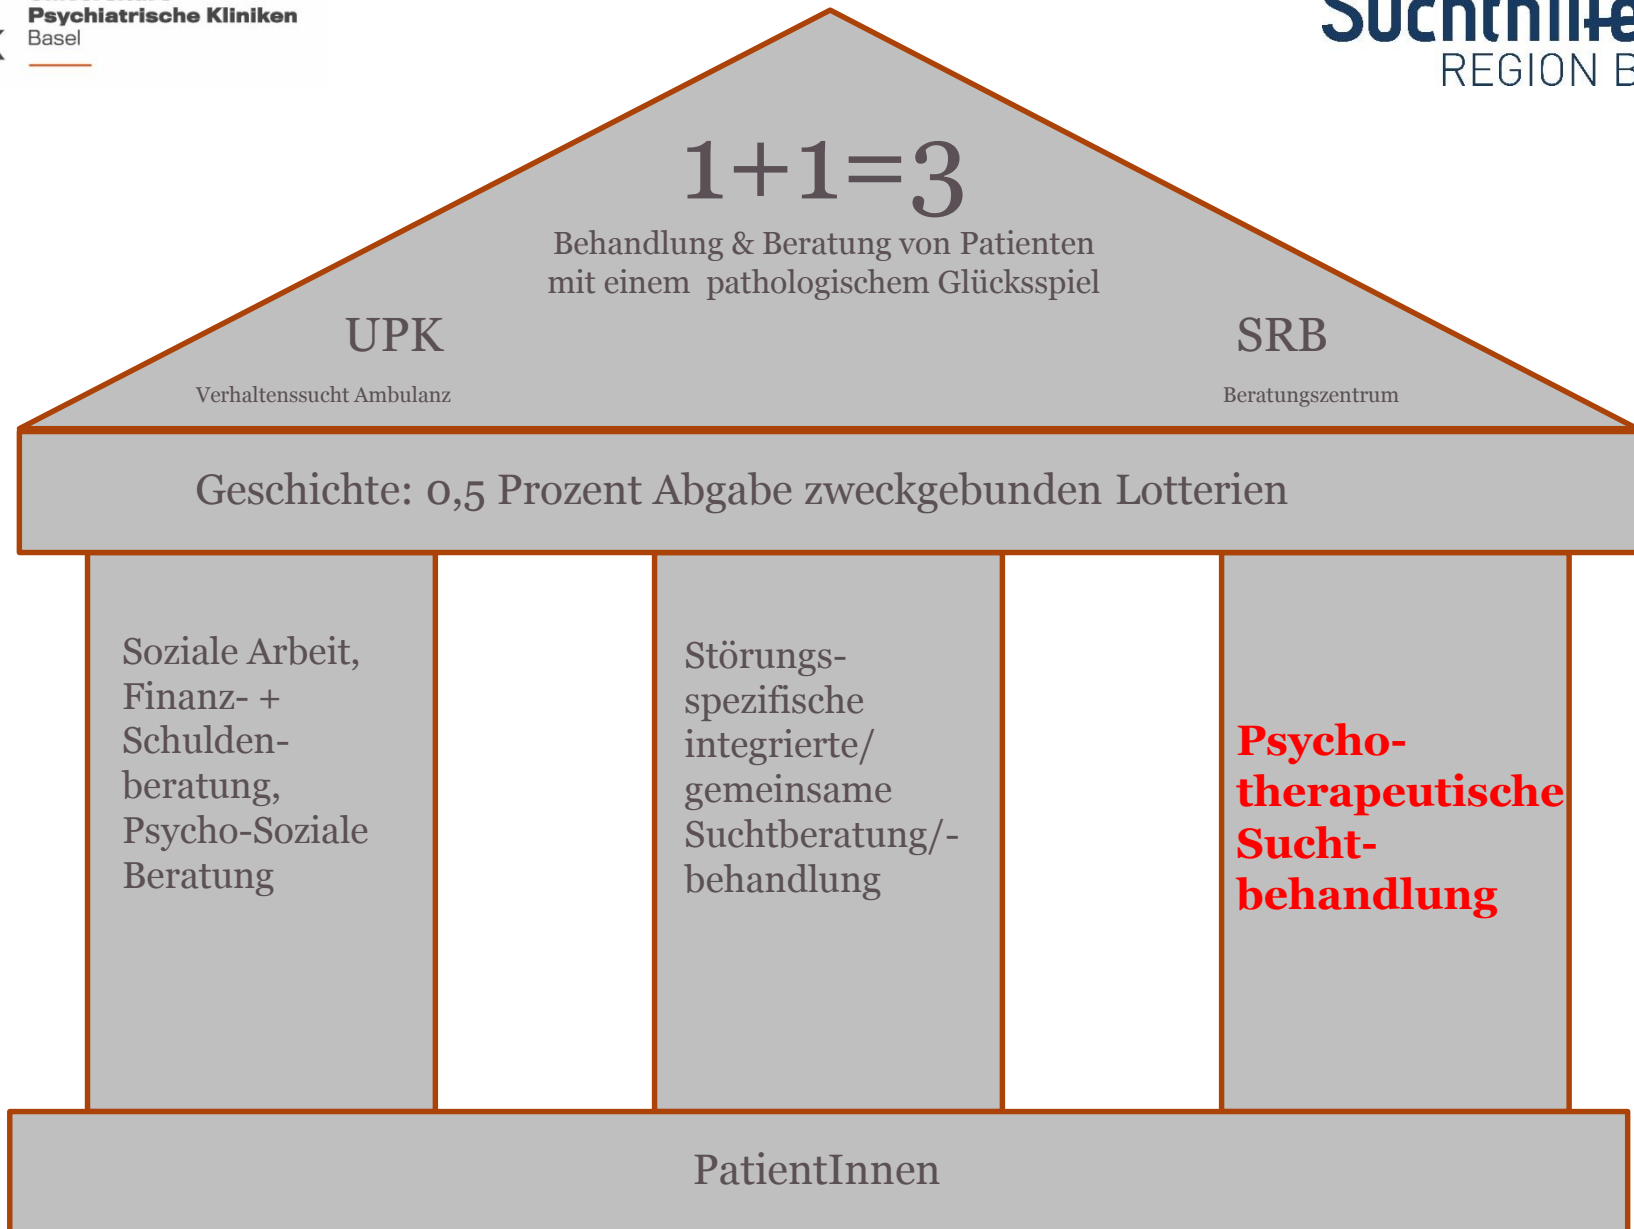 Psychiatrische Kliniken
Basel
REGION B
1+1=3
Behandlung & Beratung von Patienten
mit einem pathologischem Glücksspiel
UPK
SRB
Verhaltenssucht Ambulanz
Beratungszentrum
Geschichte: 0,5 Prozent Abgabe zweckgebunden Lotterien
Soziale Arbeit,
Finanz- +
Schulden-
beratung,
Psycho-Soziale
Beratung
Störungs-
spezifische
integrierte/
gemeinsame
Suchtberatung/-
behandlung
Psycho-
therapeutische
Sucht-
behandlung
PatientInnen